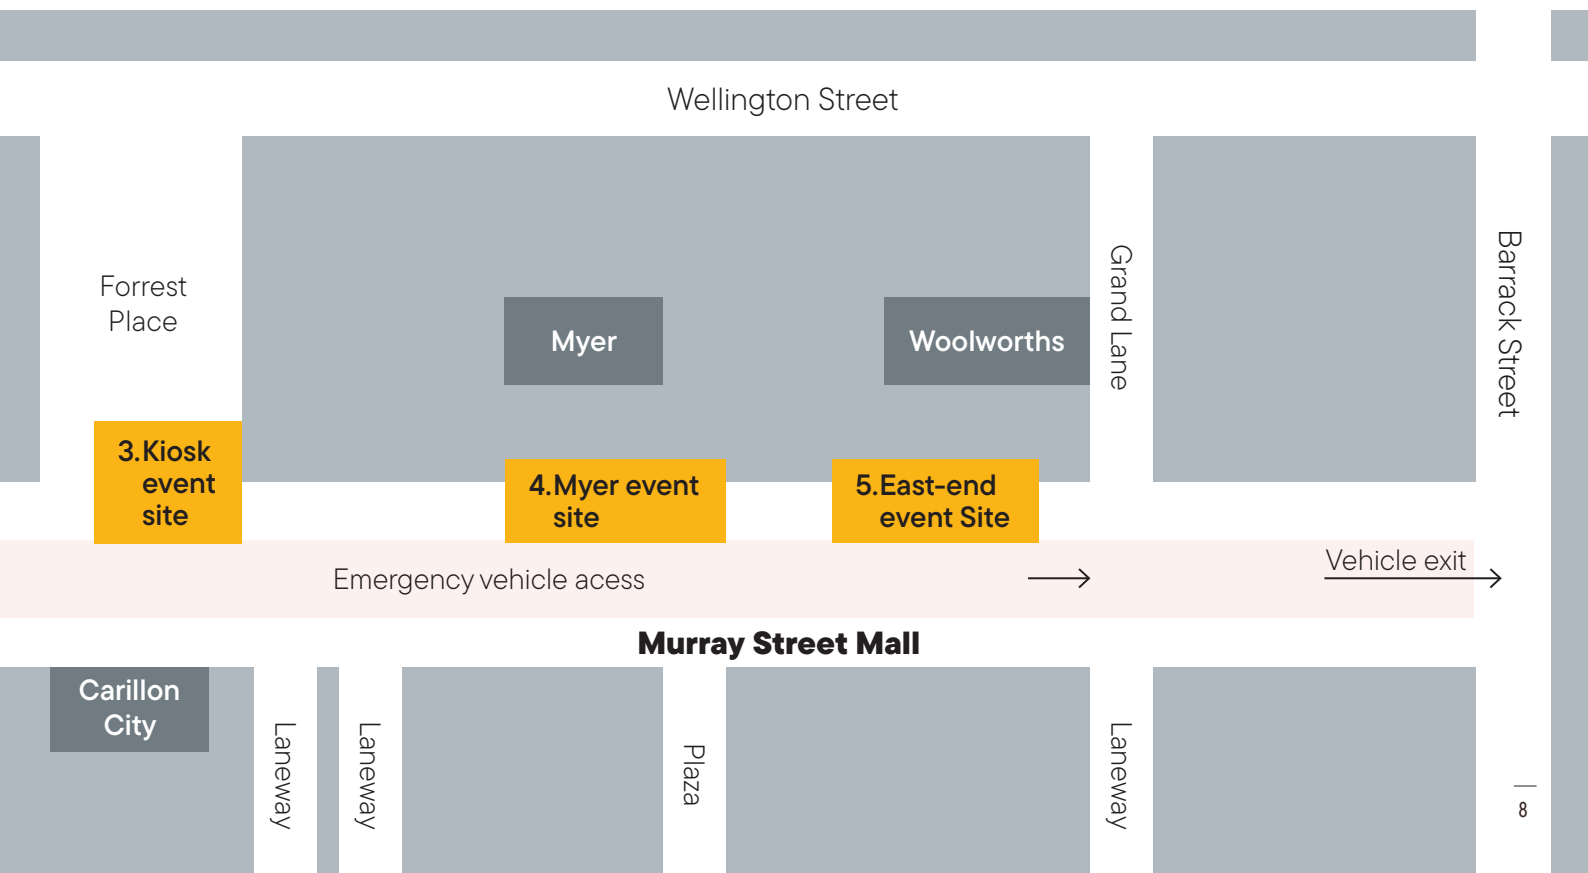 Wellington Street
Forrest
Place
Myer
Woolworths
Grand Lane
Barrack Street
3.Kiosk
event
site
4.Myer event
site
5.East-end
event Site
Emergency vehicle acess
Vehicle exit
Murray Street Mall
Carillon
City
Laneway
Laneway
Plaza
Laneway
8